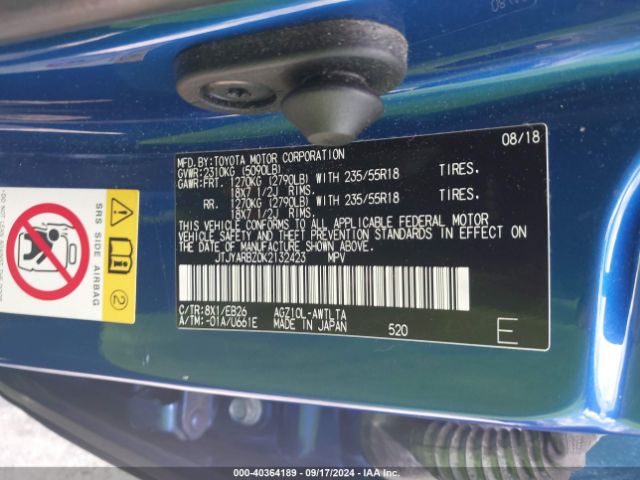 08/18
MFD.BY:TOYOTA MOTOR CORPORATION
GVWR:2310KG (5090LB)
GAWR:FRT. 1270KG (2790LB) WITH 235/55R18 TIRES.
18X7 1/2J RIMS.
RR. 1270KG (2790LB) WITH 235/55R18 TIRES.
18X7 1/2J RIMS.
THIS VEHICLE CONFORMS TO ALL APPLICABLE FEDERAL MOTOR
VEHICLE SAFETY AND THEFT PREVENTION STANDARDS IN EFFECT ON
THE DATE OF MANUFACTURE SHOWN ABOVE.
JTJYARBZ0K2132423 MPV
C/TR:8X1/EB26 AGZ10L-AWTLTA
A/TM:-01A/U661E MADE IN JAPAN 520 E
SRS SIDE AIRBAG 2
000-40364189 - 09/17/2024 - IAA Inc.